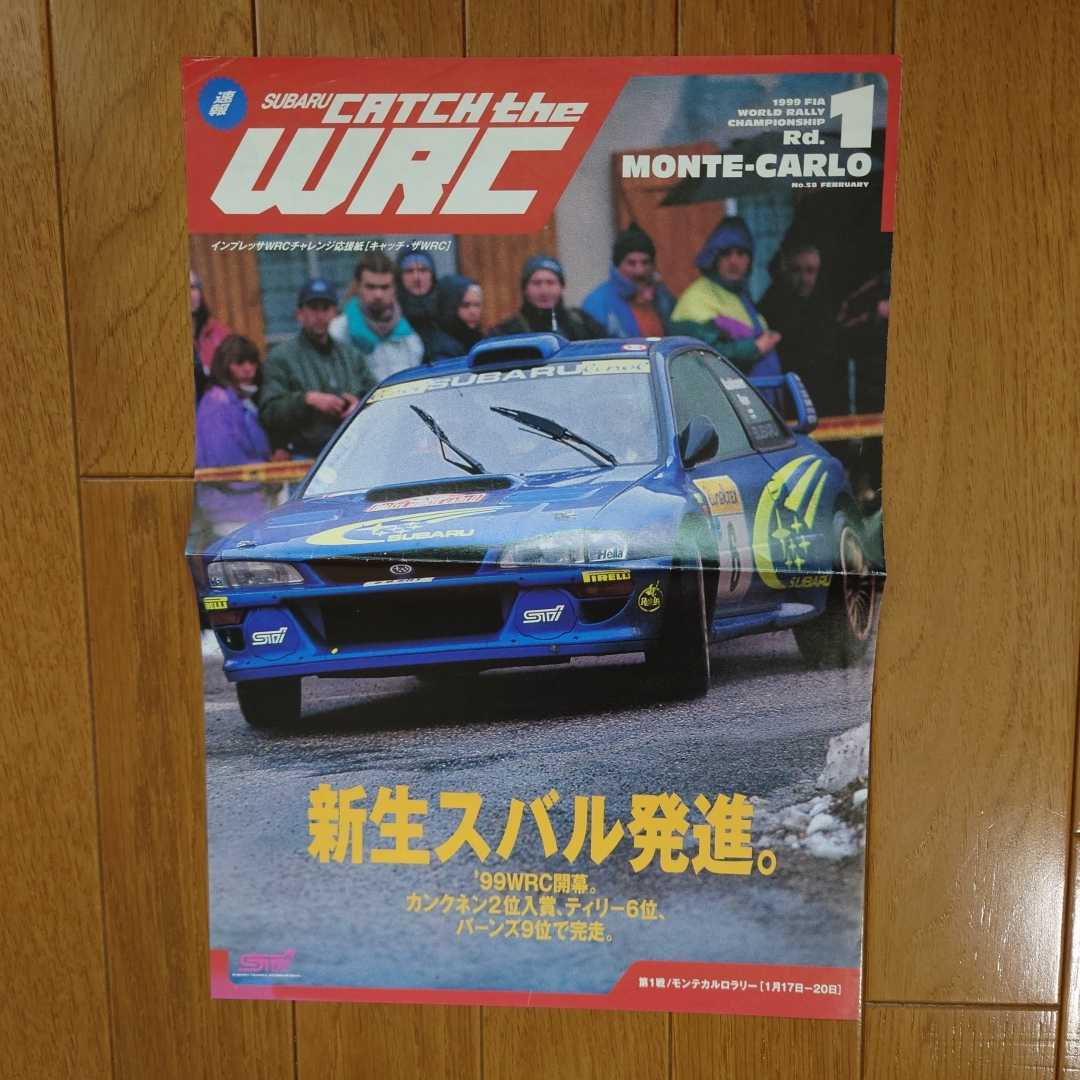 速報
SUBARU CATCH the
WRC
1999 FIA
WORLD RALLY
CHAMPIONSHIP
Rd. 1
MONTE-CARLO
No.58 FEBRUARY
インプレッサWRCチャレンジ応援紙[キャッチ・ザWRC]
SUBARU
SUBARU
Hella
PIRELLI
PIRELLI
STi
STi
6
SUBARU
新生スバル発進。
'99WRC開幕。
カンクネン2位入賞、ティリー6位、
バーンズ9位で完走。
STi
第1戦/モンテカルロラリー[1月17日−20日]